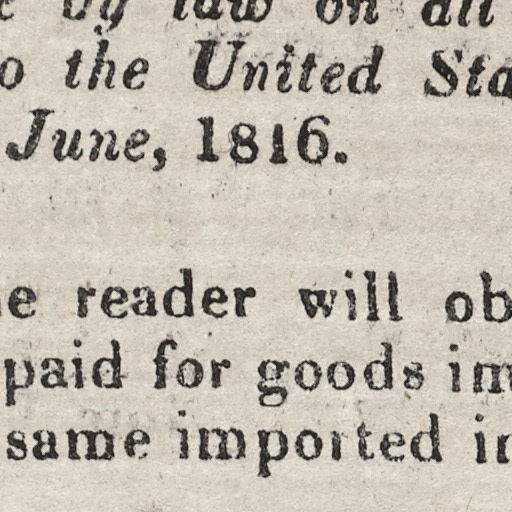 by law on all
o the United Sta
June, 1816.
e reader will ob
paid for goods im
same imported in